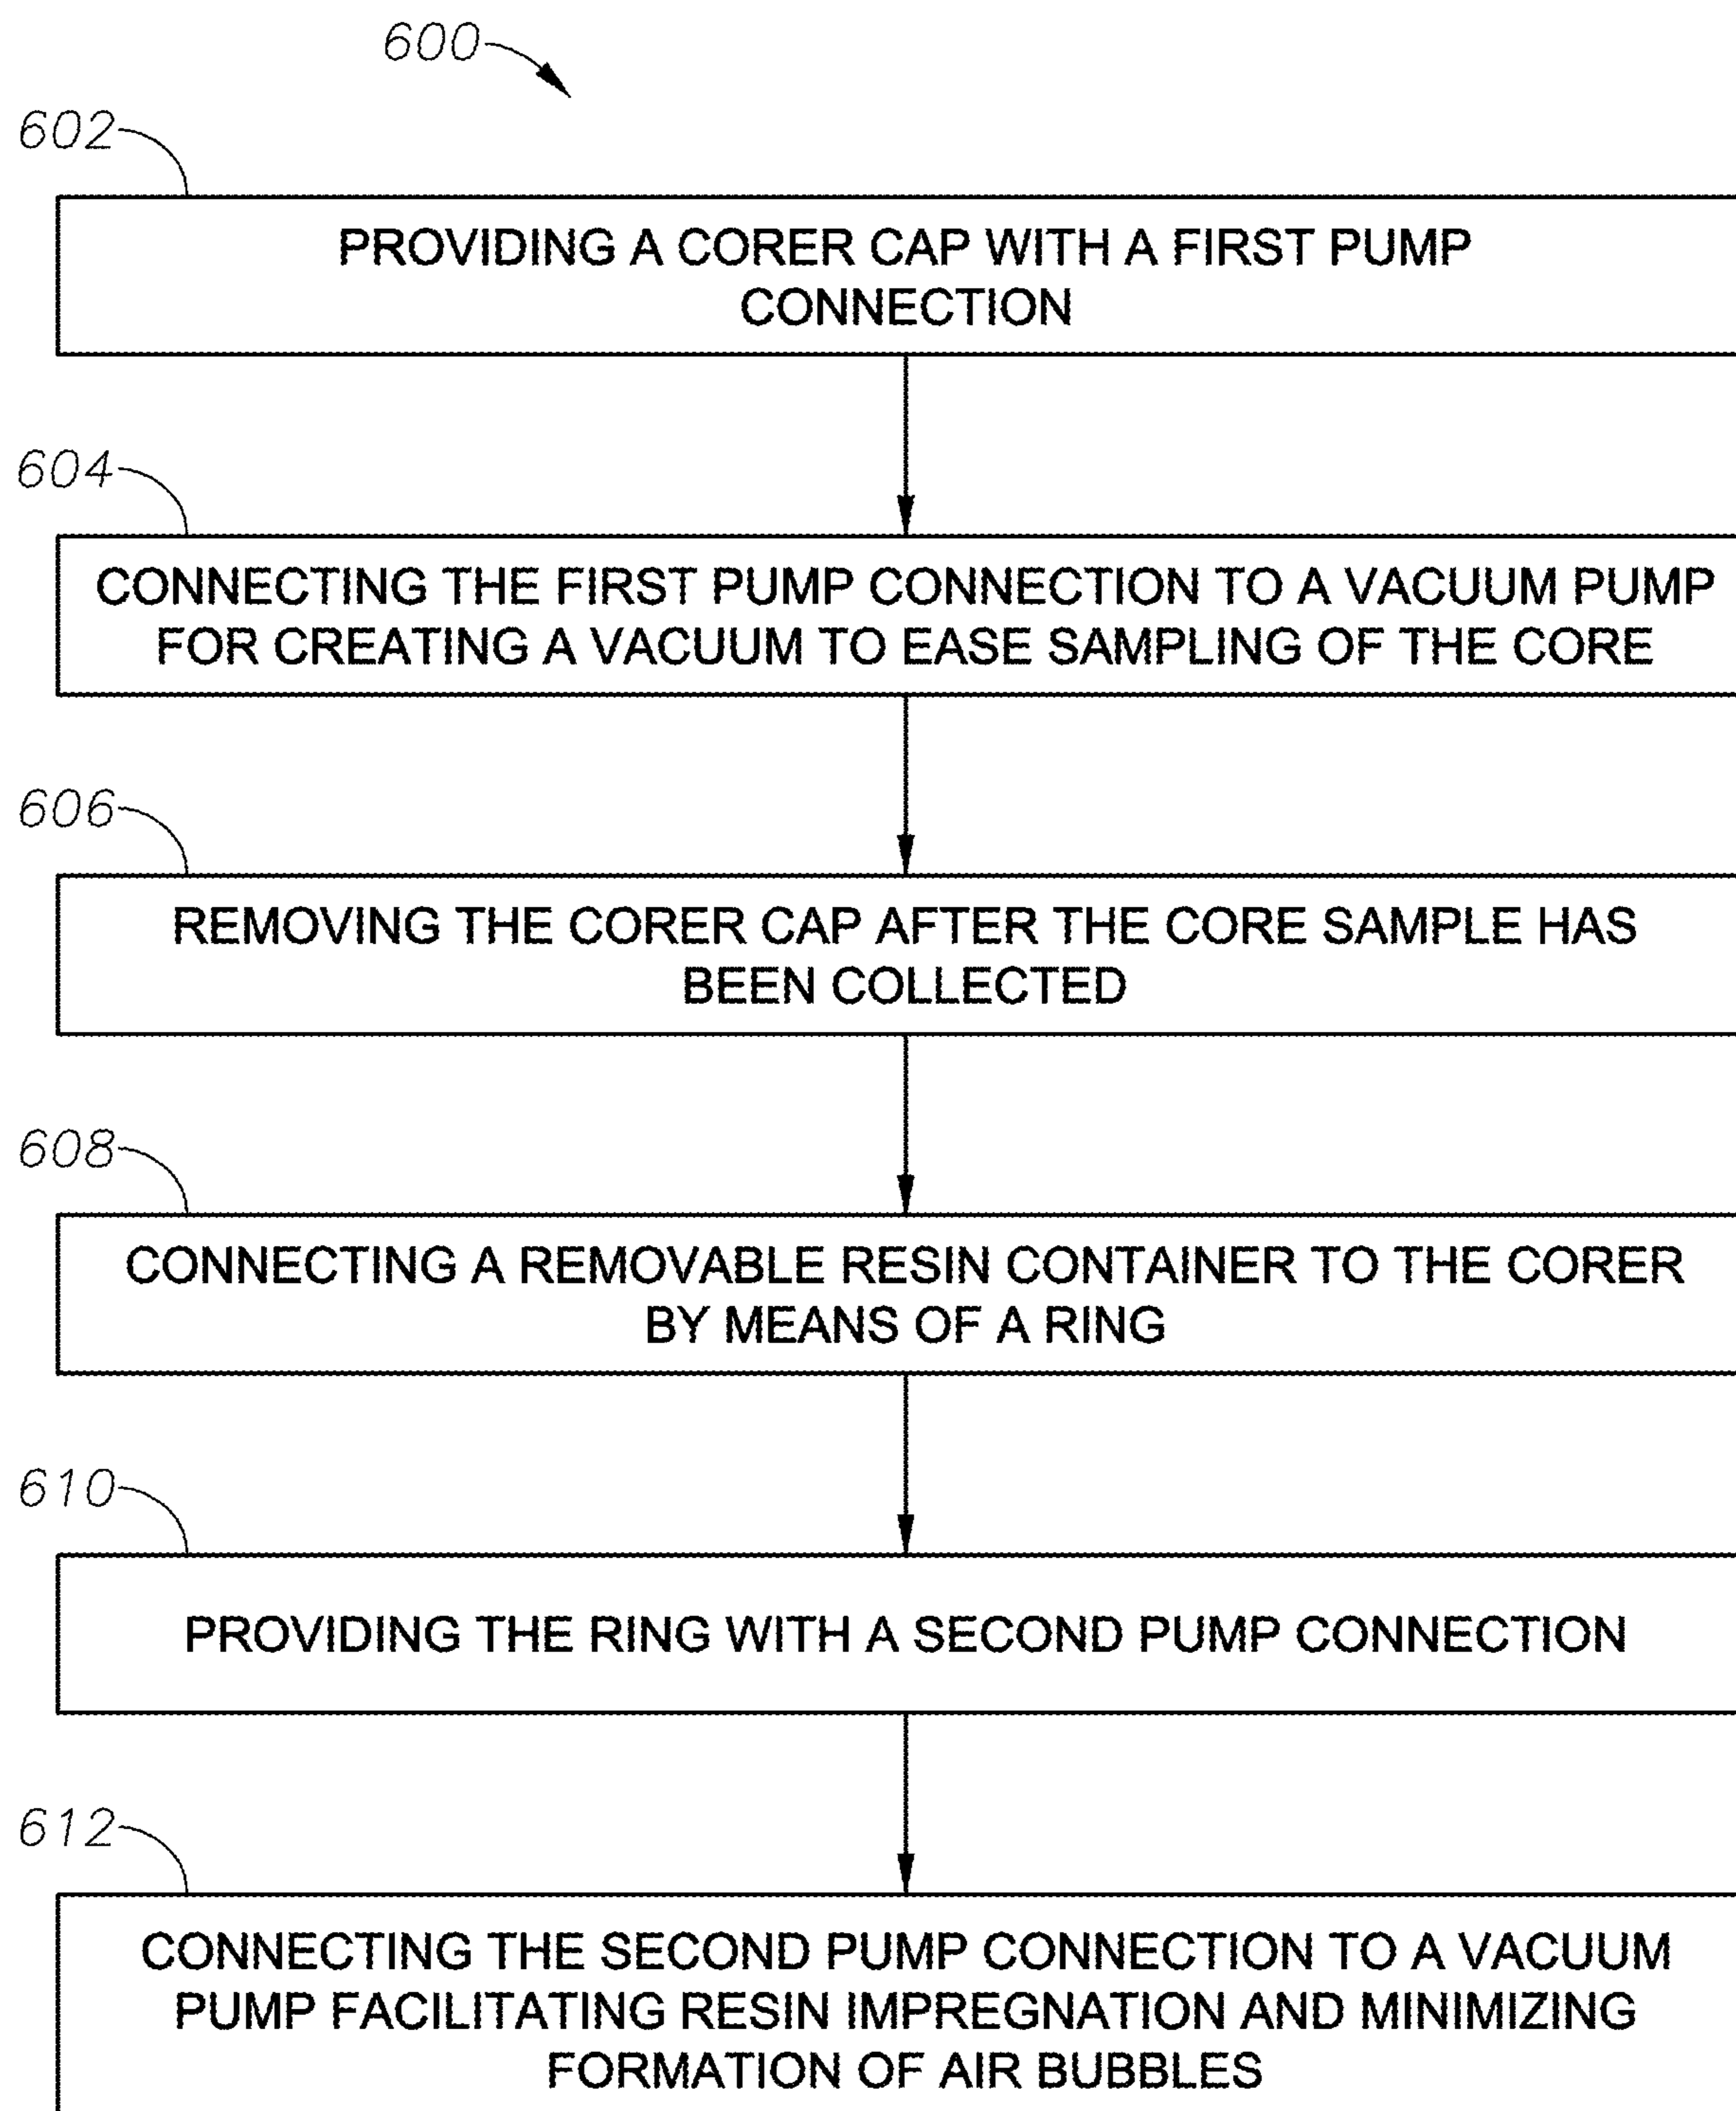 600
602
PROVIDING A CORER CAP WITH A FIRST PUMP
CONNECTION
604
CONNECTING THE FIRST PUMP CONNECTION TO A VACUUM PUMP
FOR CREATING A VACUUM TO EASE SAMPLING OF THE CORE
606
REMOVING THE CORER CAP AFTER THE CORE SAMPLE HAS
BEEN COLLECTED
608
CONNECTING A REMOVABLE RESIN CONTAINER TO THE CORER
BY MEANS OF A RING
610
PROVIDING THE RING WITH A SECOND PUMP CONNECTION
612
CONNECTING THE SECOND PUMP CONNECTION TO A VACUUM
PUMP FACILITATING RESIN IMPREGNATION AND MINIMIZING
FORMATION OF AIR BUBBLES